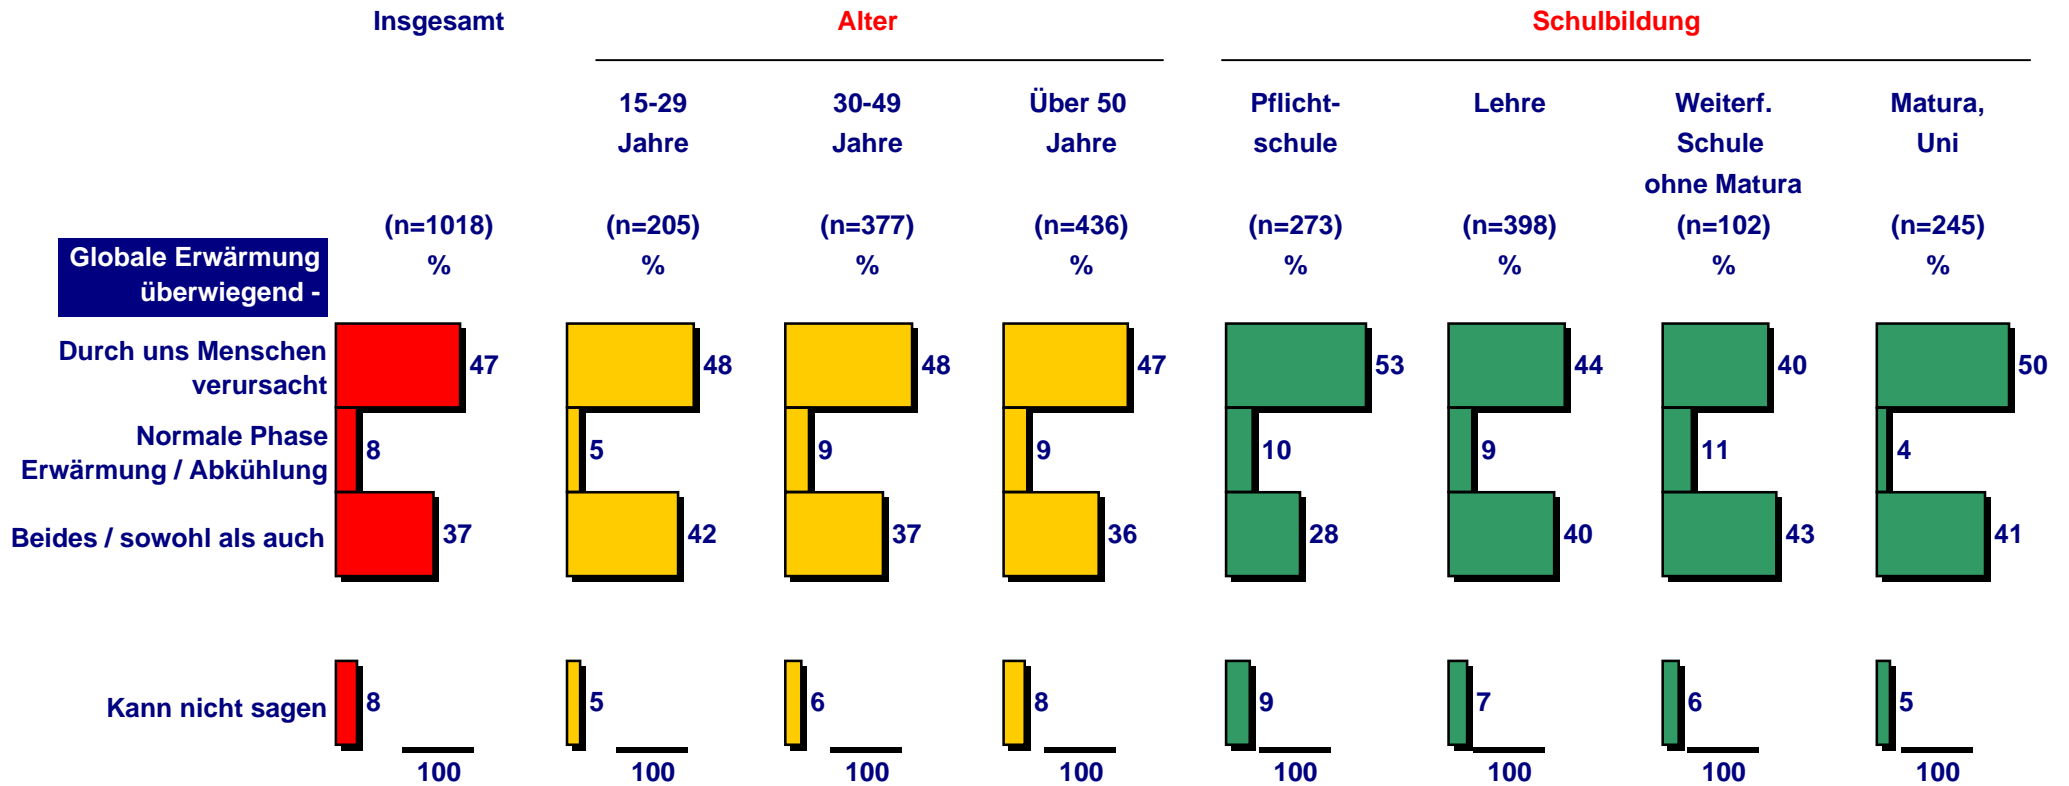 Insgesamt Alter Schulbildung
15-29 30-49 Über 50 Pflicht- Lehre Weiterf. Matura,
Jahre Jahre Jahre schule Schule Uni
ohne Matura
(n=1018) (n=205) (n=377) (n=436) (n=273) (n=398) (n=102) (n=245)
Globale Erwärmung % % % % % % % %
überwiegend -
Durch uns Menschen
verursacht 47 48 48 47 53 44 40 50
Normale Phase
Erwärmung / Abkühlung 8 5 9 9 10 9 11 4
Beides / sowohl als auch 37 42 37 36 28 40 43 41
Kann nicht sagen 8 5 6 8 9 7 6 5
100 100 100 100 100 100 100 100